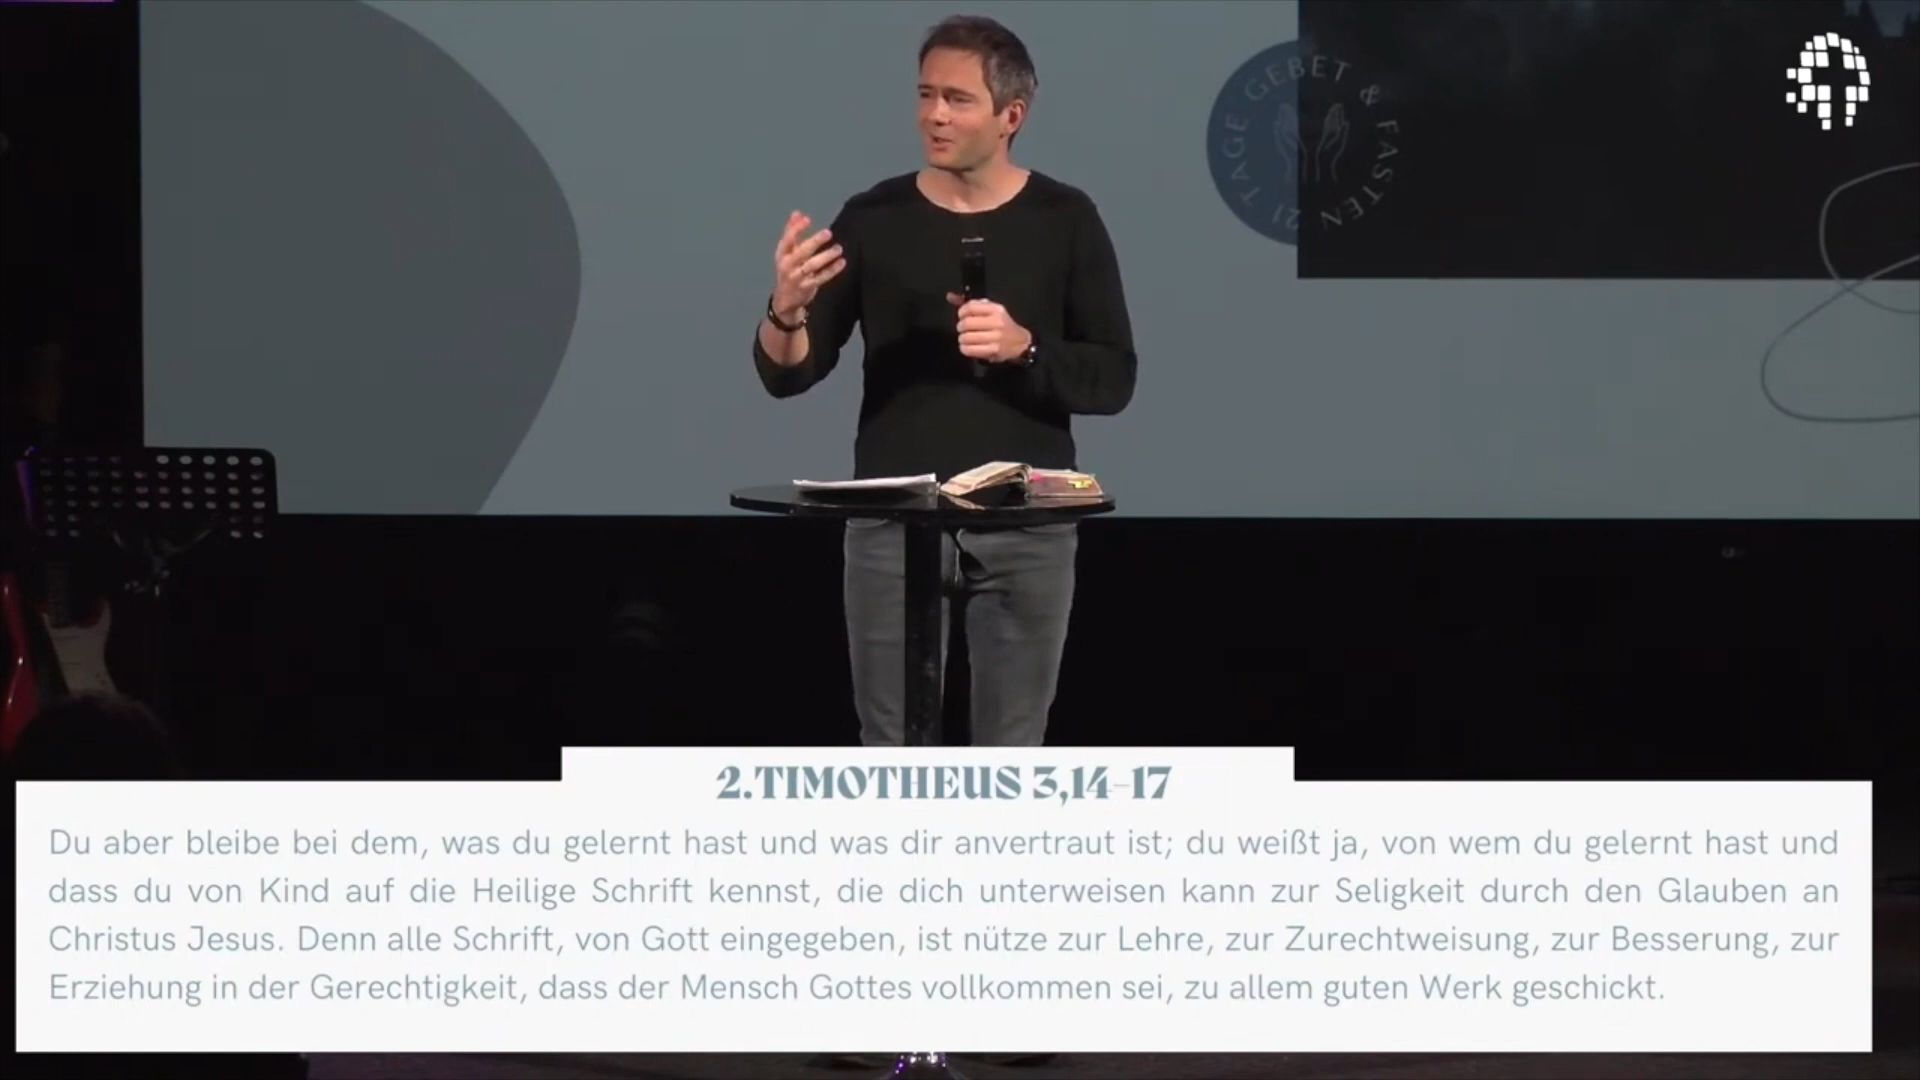 21 TAGE GEBET & FASTEN
2.TIMOTHEUS 3,14-17
Du aber bleibe bei dem, was du gelernt hast und was dir anvertraut ist; du weißt ja, von wem du gelernt hast und
dass du von Kind auf die Heilige Schrift kennst, die dich unterweisen kann zur Seligkeit durch den Glauben an
Christus Jesus. Denn alle Schrift, von Gott eingegeben, ist nütze zur Lehre, zur Zurechtweisung, zur Besserung, zur
Erziehung in der Gerechtigkeit, dass der Mensch Gottes vollkommen sei, zu allem guten Werk geschickt.